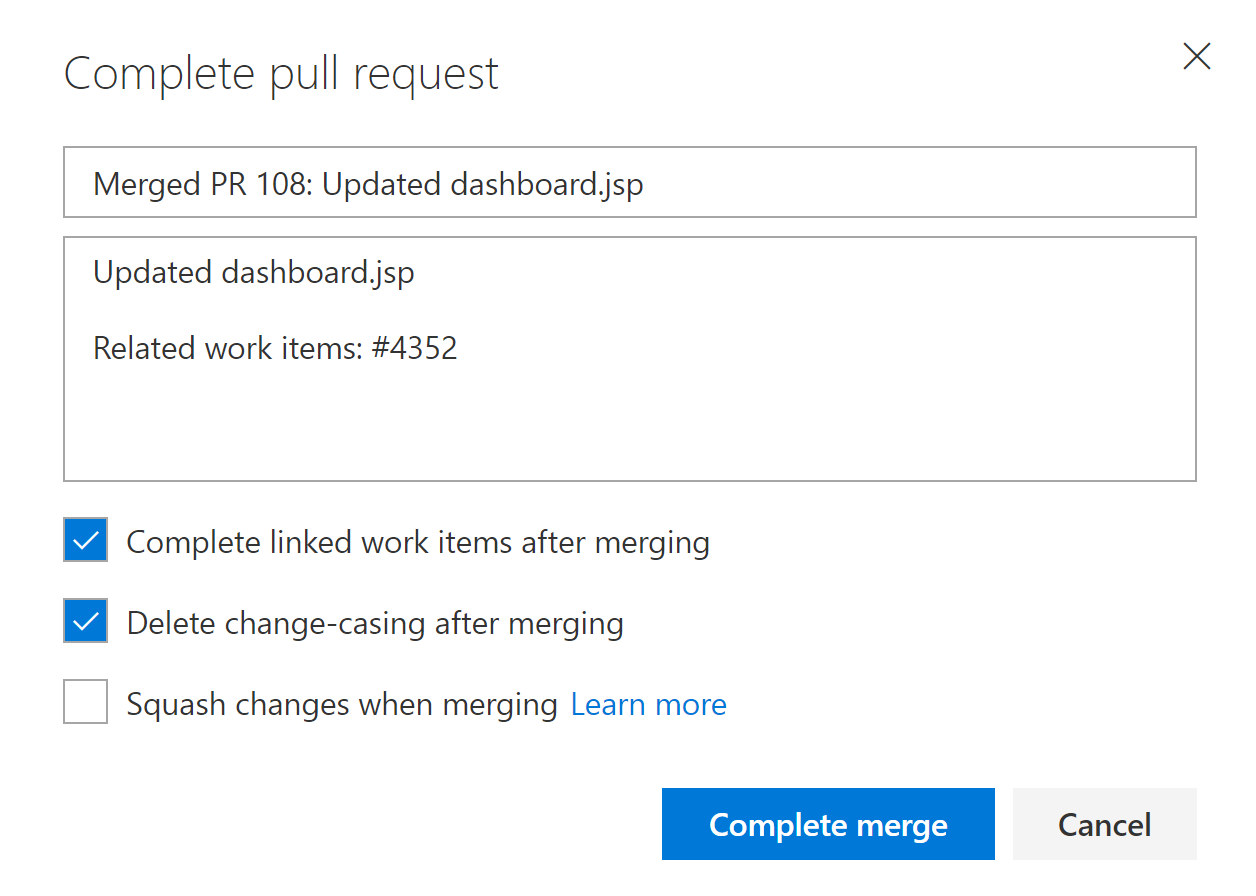 Complete pull request
Merged PR 108: Updated dashboard.jsp
Updated dashboard.jsp
Related work items: #4352
Complete linked work items after merging
Delete change-casing after merging
Squash changes when merging Learn more
Complete merge Cancel